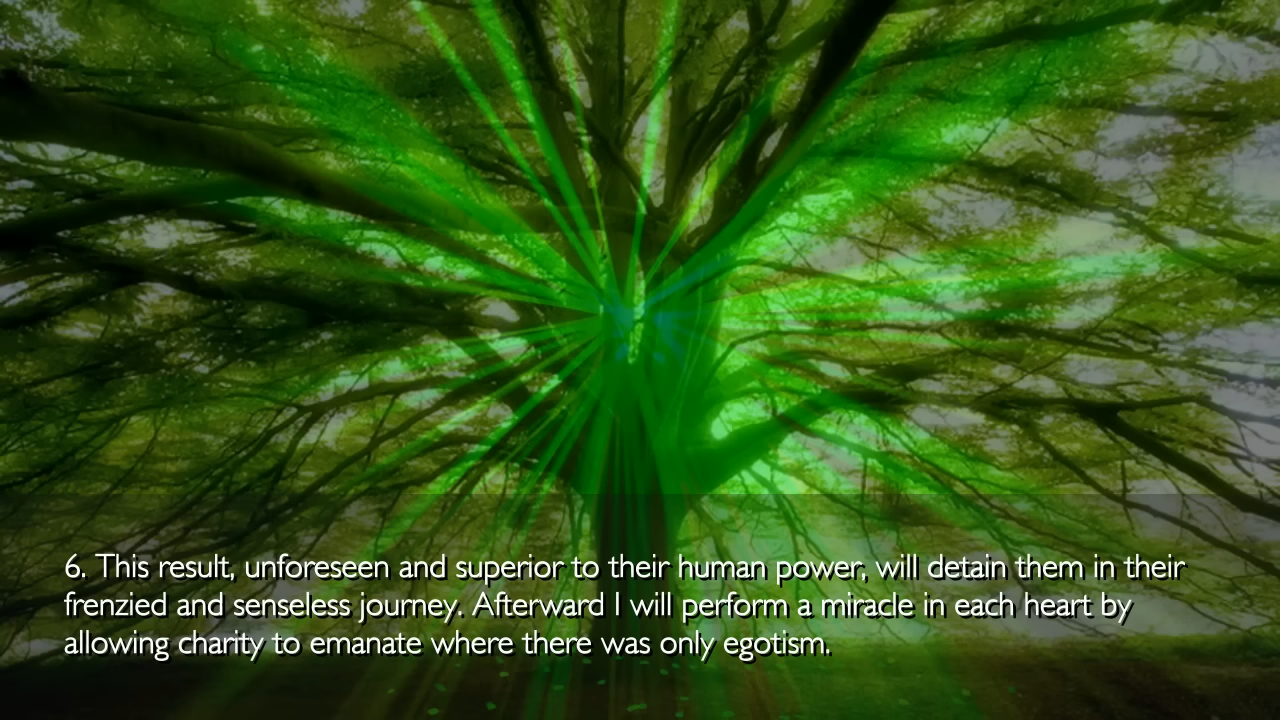 6. This result, unforeseen and superior to their human power, will detain them in their
frenzied and senseless journey. Afterward I will perform a miracle in each heart by
allowing charity to emanate where there was only egotism.